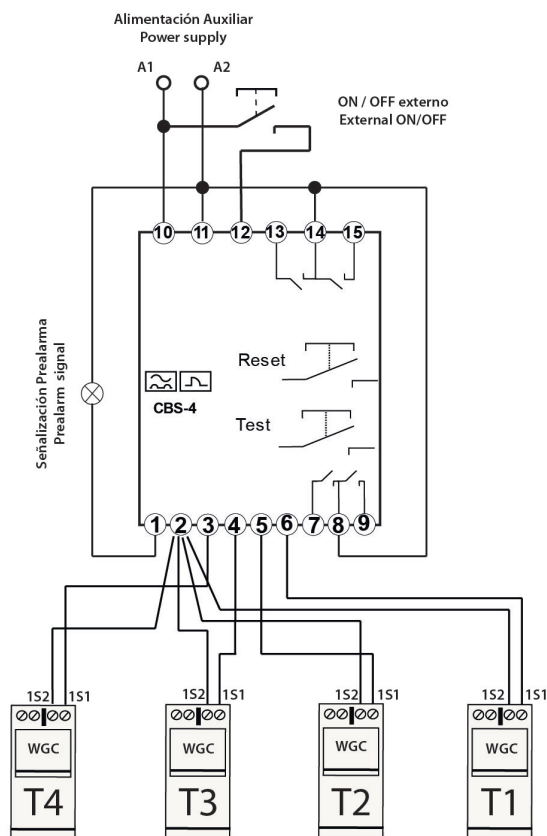 Alimentación Auxiliar
Power supply
A1
A2
ON / OFF externo
External ON/OFF
10
11
12
13
14
15
Señalización Prealarma
Prealarm signal
Reset
CBS-4
Test
1
2
3
4
5
6
7
8
9
1S2
1S1
1S2
1S1
1S2
1S1
1S2
1S1
WGC
WGC
WGC
WGC
T4
T3
T2
T1